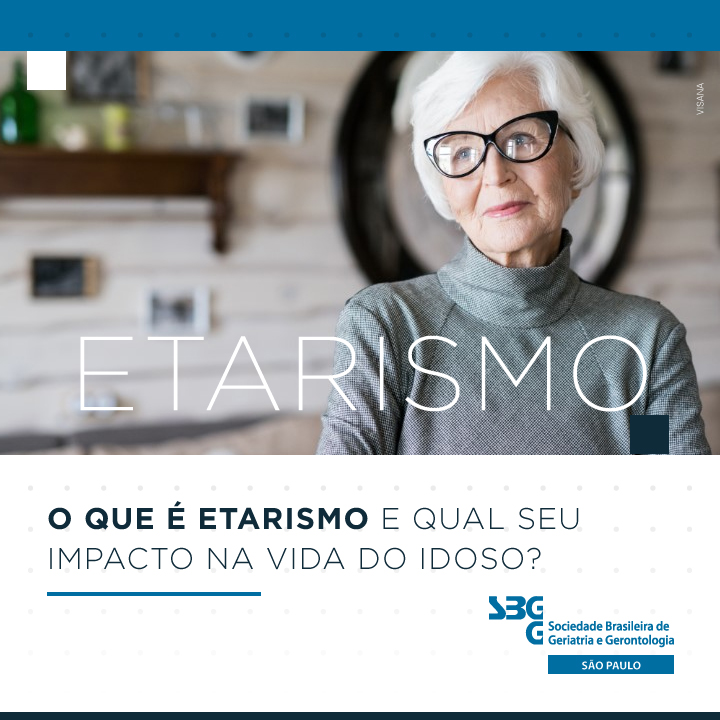 VISANA
ETARISMO
O QUE É ETARISMO E QUAL SEU
IMPACTO NA VIDA DO IDOSO?
SBGG
Sociedade Brasileira de
Geriatria e Gerontologia
SÃO PAULO